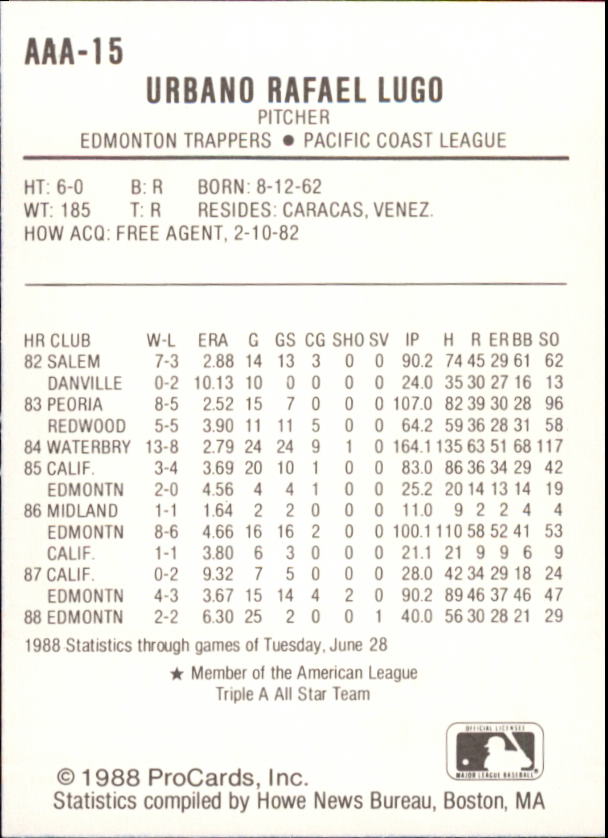 AAA-15
URBANO RAFAEL LUGO
PITCHER
EDMONTON TRAPPERS ● PACIFIC COAST LEAGUE
HT: 6-0 B: R BORN: 8-12-62
WT: 185 T: R RESIDES: CARACAS, VENEZ.
HOW ACQ: FREE AGENT, 2-10-82
HR CLUB W-L ERA G GS CG SHO SV IP H R ER BB SO
82 SALEM 7-3 2.88 14 13 3 0 0 90.2 74 45 29 61 62
DANVILLE 0-2 10.13 10 0 0 0 0 24.0 35 30 27 16 13
83 PEORIA 8-5 2.52 15 7 0 0 0 107.0 82 39 30 28 96
REDWOOD 5-5 3.90 11 11 5 0 0 64.2 59 36 28 31 58
84 WATERBRY 13-8 2.79 24 24 9 1 0 164.1 135 63 51 68 117
85 CALIF. 3-4 3.69 20 10 1 0 0 83.0 86 36 34 29 42
EDMONTN 2-0 4.56 4 4 1 0 0 25.2 20 14 13 14 19
86 MIDLAND 1-1 1.64 2 2 0 0 0 11.0 9 2 2 4 4
EDMONTN 8-6 4.66 16 16 2 0 0 100.1 110 58 52 41 53
CALIF. 1-1 3.80 6 3 0 0 0 21.1 21 9 9 6 9
87 CALIF. 0-2 9.32 7 5 0 0 0 28.0 42 34 29 18 24
EDMONTN 4-3 3.67 15 14 4 2 0 90.2 89 46 37 46 47
88 EDMONTN 2-2 6.30 25 2 0 0 1 40.0 56 30 28 21 29
1988 Statistics through games of Tuesday, June 28
★ Member of the American League
Triple A All Star Team
OFFICIAL LICENSEE
MAJOR LEAGUE BASEBALL®
© 1988 ProCards, Inc.
Statistics compiled by Howe News Bureau, Boston, MA